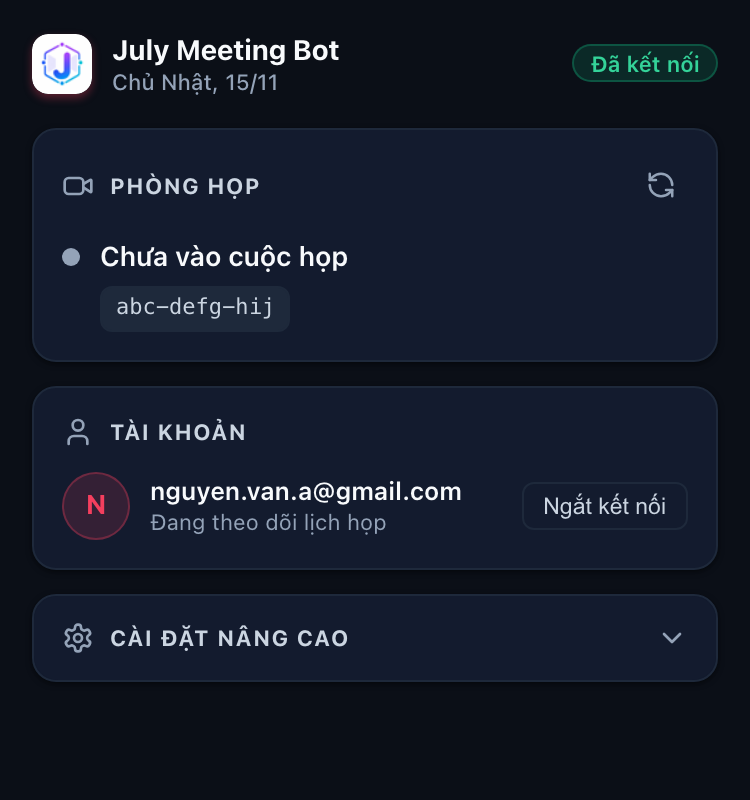 July Meeting Bot
Chủ Nhật, 15/11
Đã kết nối
PHÒNG HỌP
Chưa vào cuộc họp
abc-defg-hij
TÀI KHOẢN
N
nguyen.van.a@gmail.com
Đang theo dõi lịch họp
Ngắt kết nối
CÀI ĐẶT NÂNG CAO